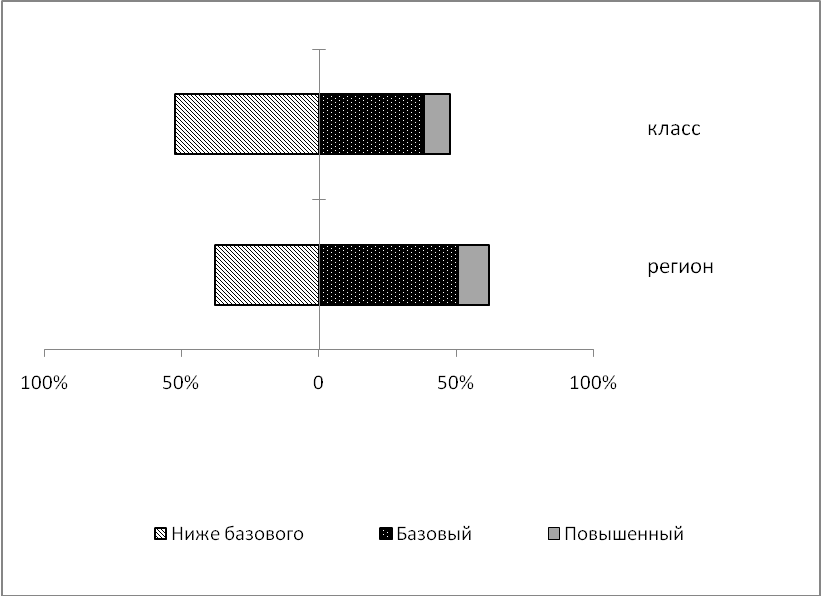 класс
регион
100% 50% 0 50% 100%
Ниже базового Базовый Повышенный